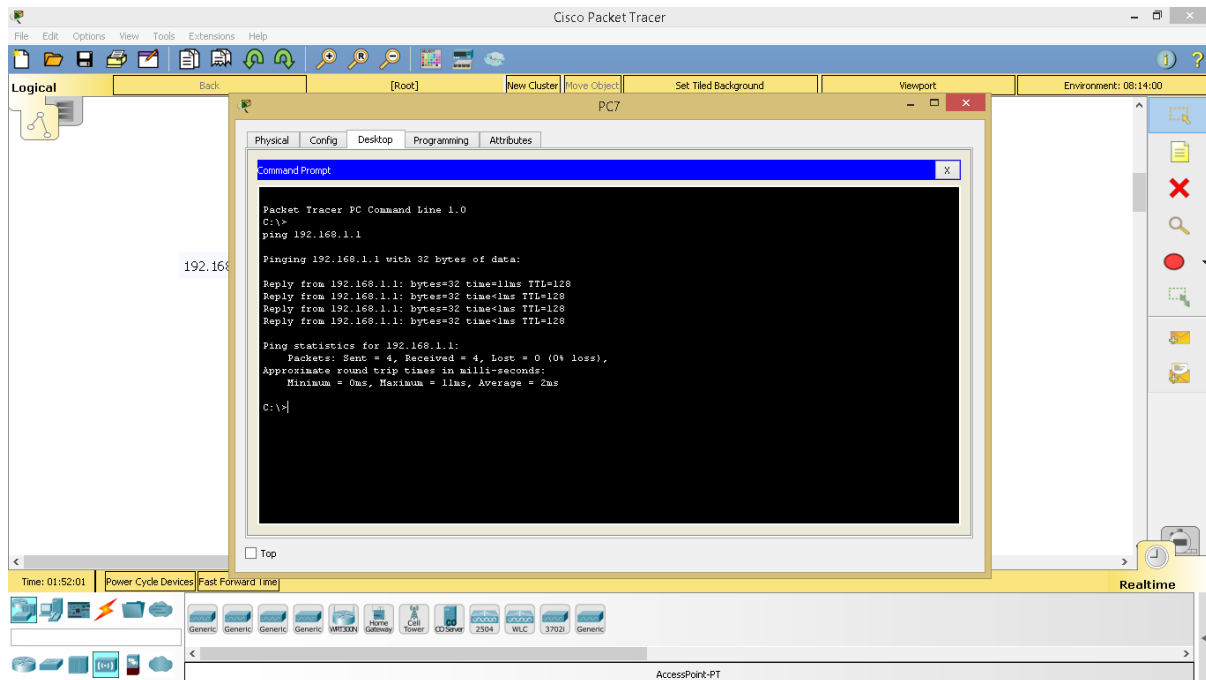 Cisco Packet Tracer
File Edit Options View Tools Extensions Help
Logical
Back
[Root]
New Cluster
Move Object
Set Tiled Background
Viewport
Environment: 08:14:00
PC7
Physical Config Desktop Programming Attributes
Command Prompt
X
Packet Tracer PC Command Line 1.0
C:\>
ping 192.168.1.1
Pinging 192.168.1.1 with 32 bytes of data:
Reply from 192.168.1.1: bytes=32 time=11ms TTL=128
Reply from 192.168.1.1: bytes=32 time<1ms TTL=128
Reply from 192.168.1.1: bytes=32 time<1ms TTL=128
Reply from 192.168.1.1: bytes=32 time<1ms TTL=128
Ping statistics for 192.168.1.1:
Packets: Sent = 4, Received = 4, Lost = 0 (0% loss),
Approximate round trip times in milli-seconds:
Minimum = 0ms, Maximum = 11ms, Average = 2ms
C:\>
192.168
Top
Time: 01:52:01
Power Cycle Devices
Fast Forward Time
Realtime
Generic Generic Generic Generic WRT300N Home Gateway Cell Tower CO Server 2504 WLC 3702i Generic
AccessPoint-PT